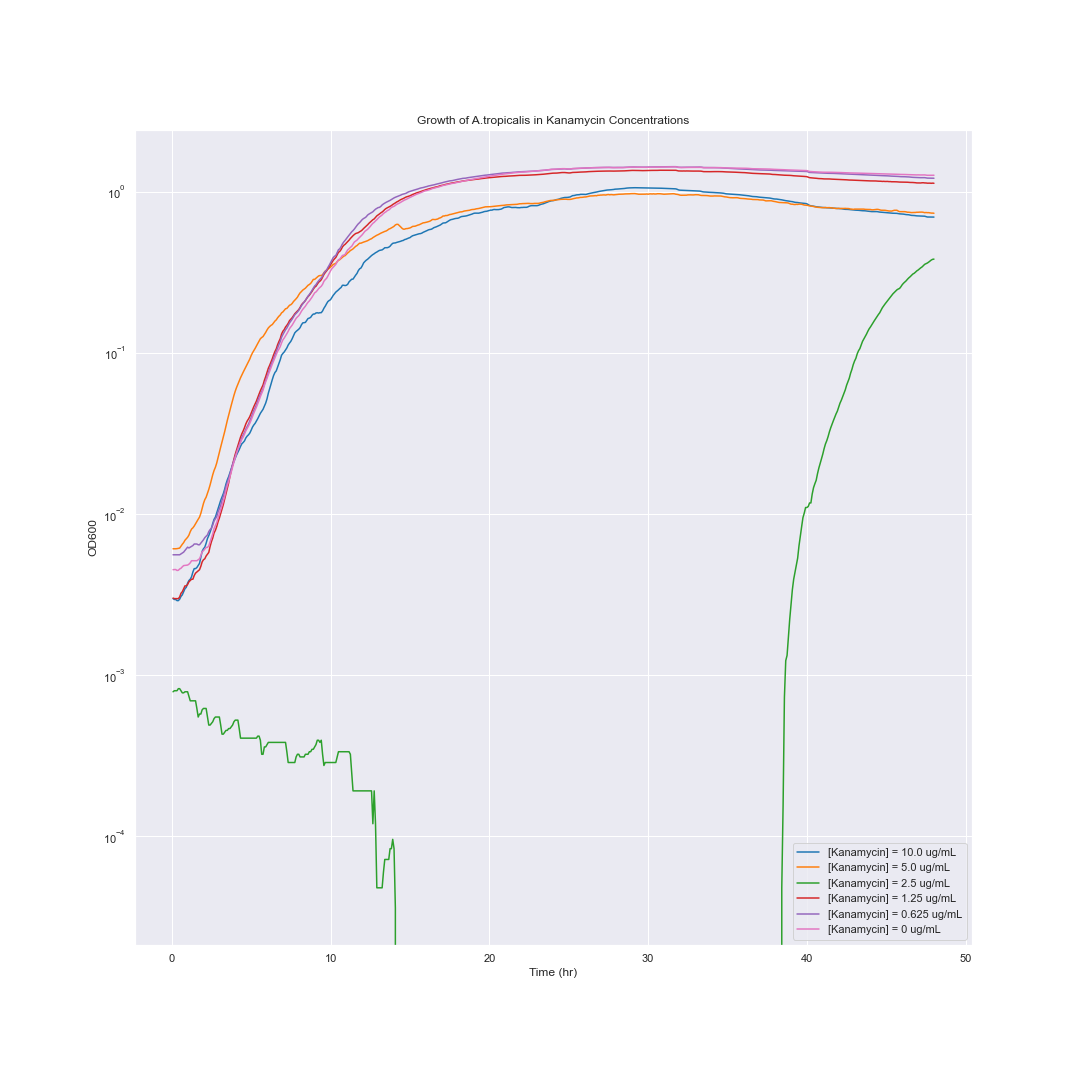 Growth of A.tropicalis in Kanamycin Concentrations
OD600
10⁰
10⁻¹
10⁻²
10⁻³
10⁻⁴
0 10 20 30 40 50
Time (hr)
[Kanamycin] = 10.0 ug/mL
[Kanamycin] = 5.0 ug/mL
[Kanamycin] = 2.5 ug/mL
[Kanamycin] = 1.25 ug/mL
[Kanamycin] = 0.625 ug/mL
[Kanamycin] = 0 ug/mL